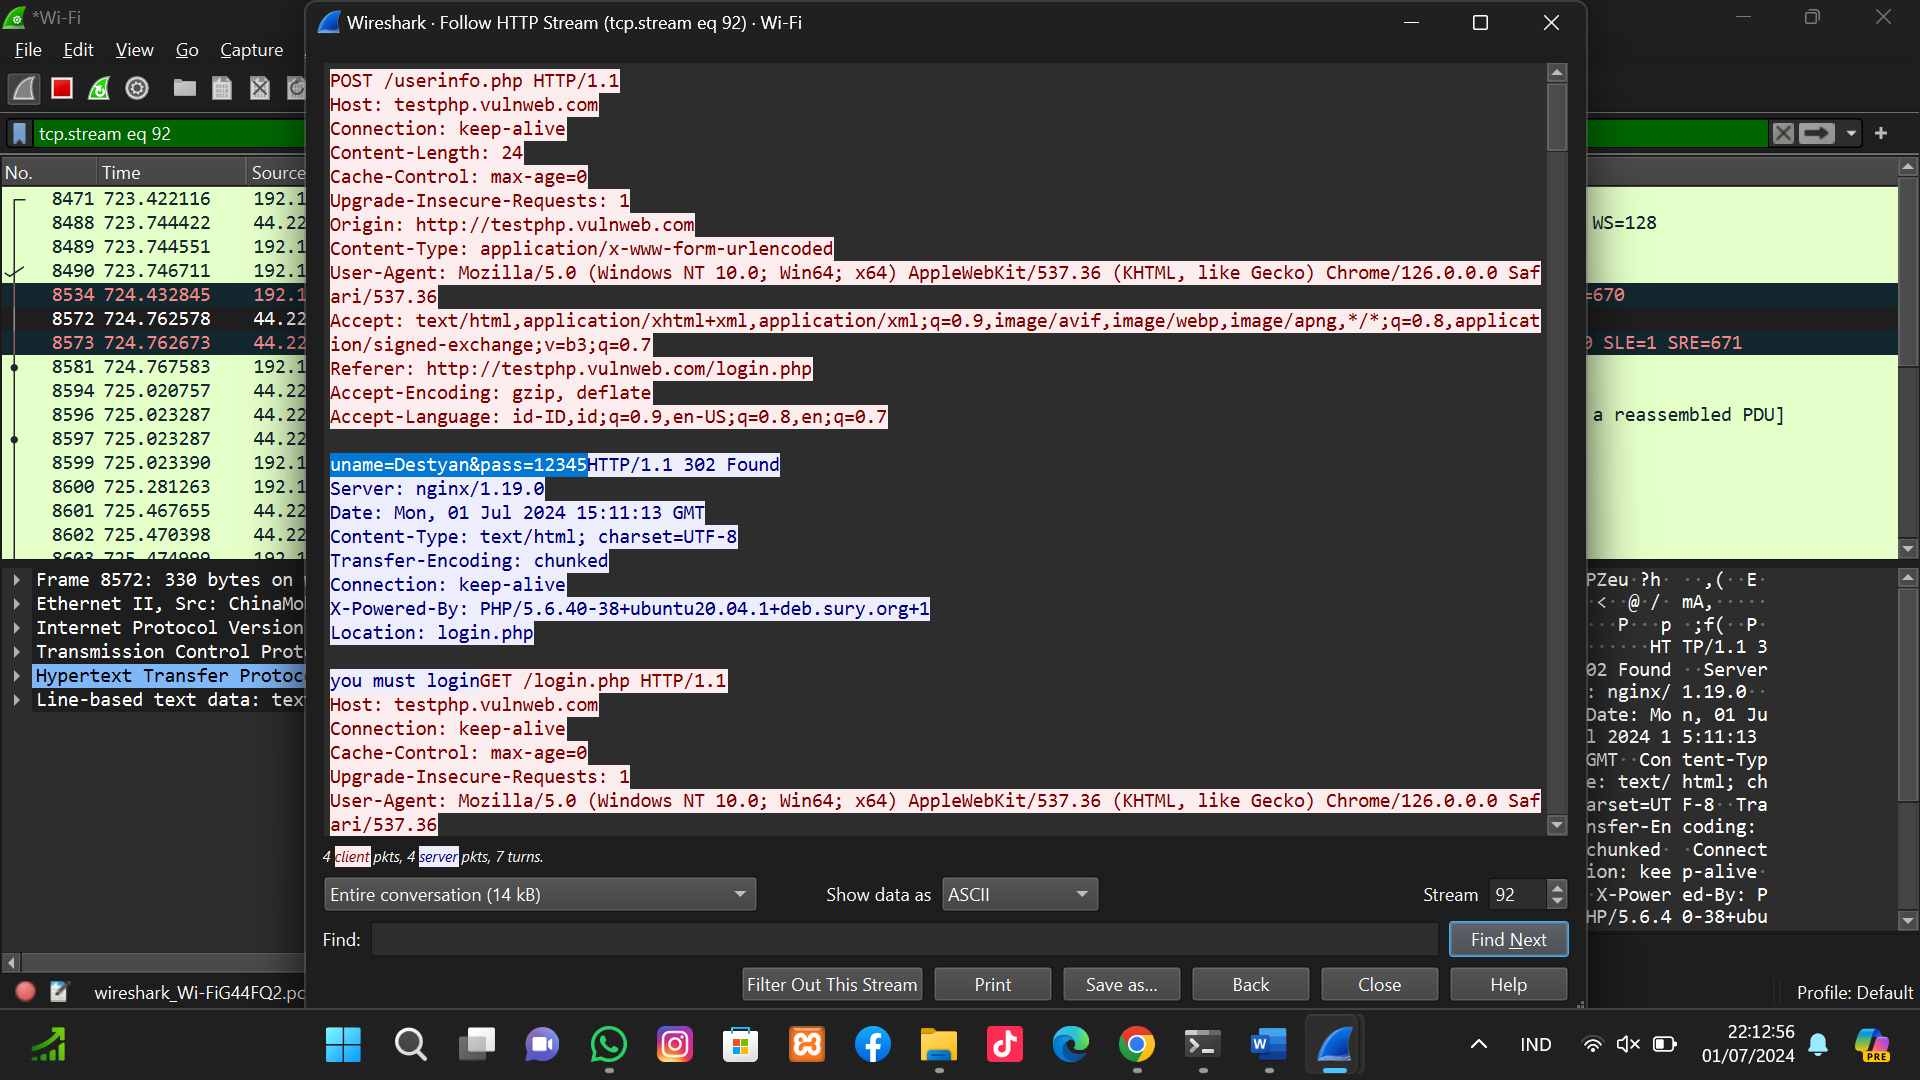 *Wi-Fi
File Edit View Go Capture
tcp.stream eq 92
No. Time Source
8471 723.422116 192.1
8488 723.744422 44.22
8489 723.744551 192.1
8490 723.746711 192.1
8534 724.432845 192.1
8572 724.762578 44.22
8573 724.762673 44.22
8581 724.767583 192.1
8594 725.020757 44.22
8596 725.023287 44.22
8597 725.023287 44.22
8599 725.023390 192.1
8600 725.281263 192.1
8601 725.467655 44.22
8602 725.470398 44.22
8603 725.474999 192.1
Frame 8572: 330 bytes on
Ethernet II, Src: ChinaMo
Internet Protocol Version
Transmission Control Prot
Hypertext Transfer Protoc
Line-based text data: tex
wireshark_Wi-FiG44FQ2.pc
Wireshark · Follow HTTP Stream (tcp.stream eq 92) · Wi-Fi
POST /userinfo.php HTTP/1.1
Host: testphp.vulnweb.com
Connection: keep-alive
Content-Length: 24
Cache-Control: max-age=0
Upgrade-Insecure-Requests: 1
Origin: http://testphp.vulnweb.com
Content-Type: application/x-www-form-urlencoded
User-Agent: Mozilla/5.0 (Windows NT 10.0; Win64; x64) AppleWebKit/537.36 (KHTML, like Gecko) Chrome/126.0.0.0 Saf
ari/537.36
Accept: text/html,application/xhtml+xml,application/xml;q=0.9,image/avif,image/webp,image/apng,*/*;q=0.8,applicat
ion/signed-exchange;v=b3;q=0.7
Referer: http://testphp.vulnweb.com/login.php
Accept-Encoding: gzip, deflate
Accept-Language: id-ID,id;q=0.9,en-US;q=0.8,en;q=0.7
uname=Destyan&pass=12345HTTP/1.1 302 Found
Server: nginx/1.19.0
Date: Mon, 01 Jul 2024 15:11:13 GMT
Content-Type: text/html; charset=UTF-8
Transfer-Encoding: chunked
Connection: keep-alive
X-Powered-By: PHP/5.6.40-38+ubuntu20.04.1+deb.sury.org+1
Location: login.php
you must loginGET /login.php HTTP/1.1
Host: testphp.vulnweb.com
Connection: keep-alive
Cache-Control: max-age=0
Upgrade-Insecure-Requests: 1
User-Agent: Mozilla/5.0 (Windows NT 10.0; Win64; x64) AppleWebKit/537.36 (KHTML, like Gecko) Chrome/126.0.0.0 Saf
ari/537.36
4 client pkts, 4 server pkts, 7 turns.
Entire conversation (14 kB) Show data as ASCII Stream 92
Find: Find Next
Filter Out This Stream Print Save as... Back Close Help
WS=128
=670
0 SLE=1 SRE=671
a reassembled PDU]
PZeu·?h· ··,(··E·
·<··@·/· mA,·····
···P···p ·;f(··P·
······HT TP/1.1 3
02 Found ··Server
: nginx/ 1.19.0··
Date: Mo n, 01 Ju
l 2024 1 5:11:13
GMT··Con tent-Typ
e: text/ html; ch
arset=UT F-8··Tra
nsfer-En coding:
chunked· ·Connect
ion: kee p-alive·
·X-Power ed-By: P
HP/5.6.4 0-38+ubu
Profile: Default
IND
22:12:56
01/07/2024
PRE